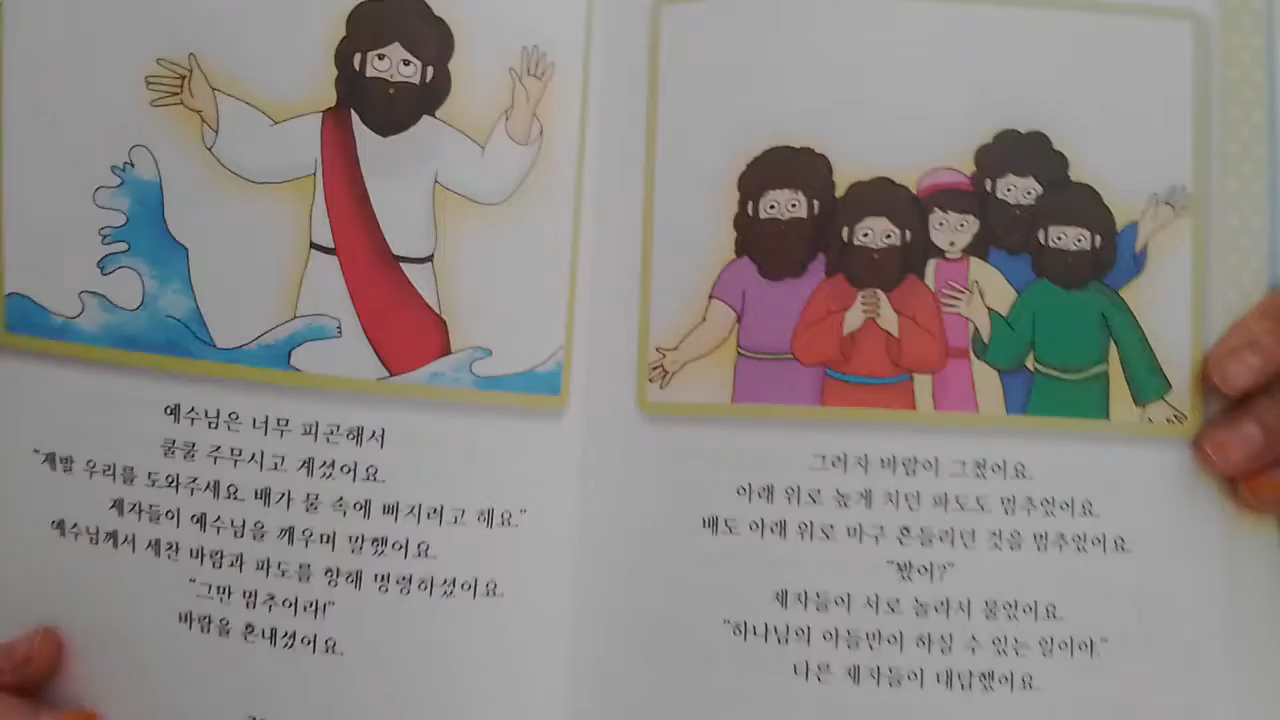 예수님은 너무 피곤해서
쿨쿨 주무시고 계셨어요.
"제발 우리를 도와주세요. 배가 물 속에 빠지려고 해요."
제자들이 예수님을 깨우며 말했어요.
예수님께서 세찬 바람과 파도를 향해 명령하셨어요.
"그만 멈추어라!"
바람을 혼내셨어요.
그러자 바람이 그쳤어요.
아래 위로 높게 치던 파도도 멈추었어요.
배도 아래 위로 마구 흔들리던 것을 멈추었어요.
"봤어?"
제자들이 서로 놀라서 물었어요.
"하나님의 아들만이 하실 수 있는 일이야."
다른 제자들이 대답했어요.